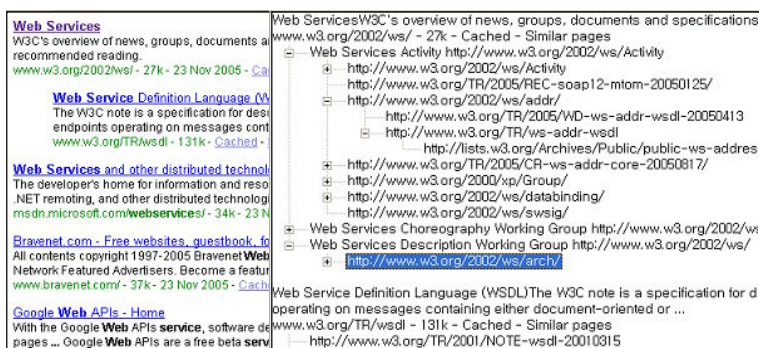 Web Services
W3C's overview of news, groups, documents a
recommended reading.
www.w3.org/2002/ws/ - 27k - 23 Nov 2005 - Ca
Web Service Definition Language (W
The W3C note is a specification for des
endpoints operating on messages cont
www.w3.org/TR/wsdl - 131k - Cached -
Web Services and other distributed technol
The developer's home for information and reso
.NET remoting, and other distributed technologi
msdn.microsoft.com/webservices/ - 34k - 23 N
Bravenet.com - Free websites, guestbook, fo
All contents copyright 1997-2005 Bravenet Web
Network Featured Advertisers. Become a featur
www.bravenet.com/ - 37k - 23 Nov 2005 - Cach
Google Web APIs - Home
With the Google Web APIs service, software de
pages ... Google Web APIs are a free beta serv
Web ServicesW3C's overview of news, groups, documents and specifications
www.w3.org/2002/ws/ - 27k - Cached - Similar pages
Web Services Activity http://www.w3.org/2002/ws/Activity
http://www.w3.org/2002/ws/Activity
http://www.w3.org/TR/2005/REC-soap12-mtom-20050125/
http://www.w3.org/2002/ws/addr/
http://www.w3.org/TR/2005/WD-ws-addr-wsdl-20050413
http://www.w3.org/TR/ws-addr-wsdl
http://lists.w3.org/Archives/Public/public-ws-addres
http://www.w3.org/TR/2005/CR-ws-addr-core-20050817/
http://www.w3.org/2000/xp/Group/
http://www.w3.org/2002/ws/databinding/
http://www.w3.org/2002/ws/swsig/
Web Services Choreography Working Group http://www.w3.org/2002/ws
Web Services Description Working Group http://www.w3.org/2002/ws/
http://www.w3.org/2002/ws/arch/
Web Service Definition Language (WSDL)The W3C note is a specification for d
operating on messages containing either document-oriented or ...
www.w3.org/TR/wsdl - 131k - Cached - Similar pages
http://www.w3.org/TR/2001/NOTE-wsdl-20010315